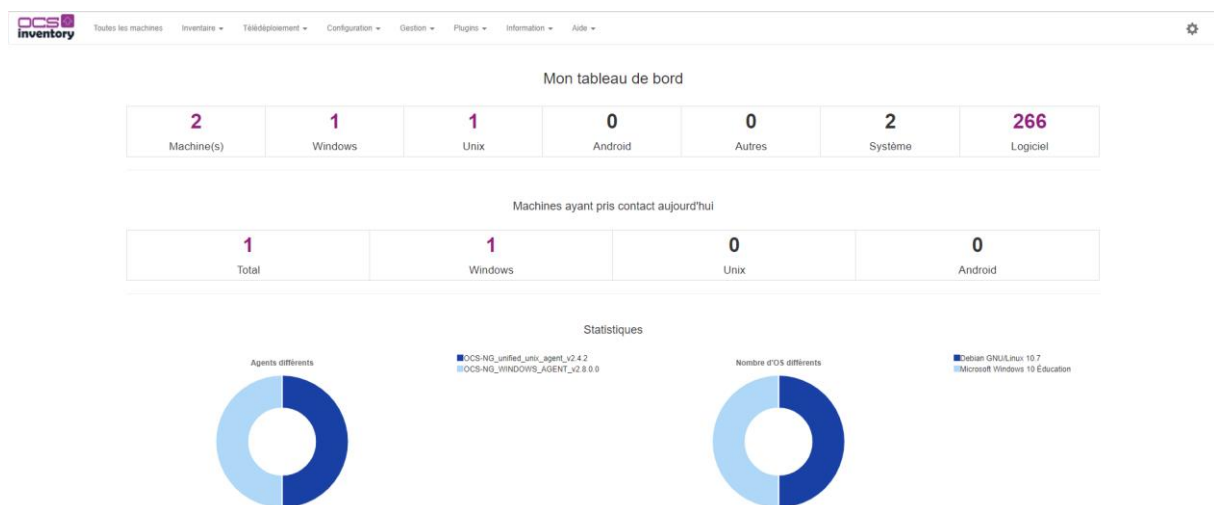 OCS inventory
Toutes les machines Inventaire Télédéploiement Configuration Gestion Plugins Information Aide
Mon tableau de bord
2 1 1 0 0 2 266
Machine(s) Windows Unix Android Autres Système Logiciel
Machines ayant pris contact aujourd'hui
1 1 0 0
Total Windows Unix Android
Statistiques
Agents différents
OCS-NG_unified_unix_agent_v2.4.2
OCS-NG_WINDOWS_AGENT_v2.8.0.0
Nombre d'OS différents
Debian GNU/Linux 10.7
Microsoft Windows 10 Éducation